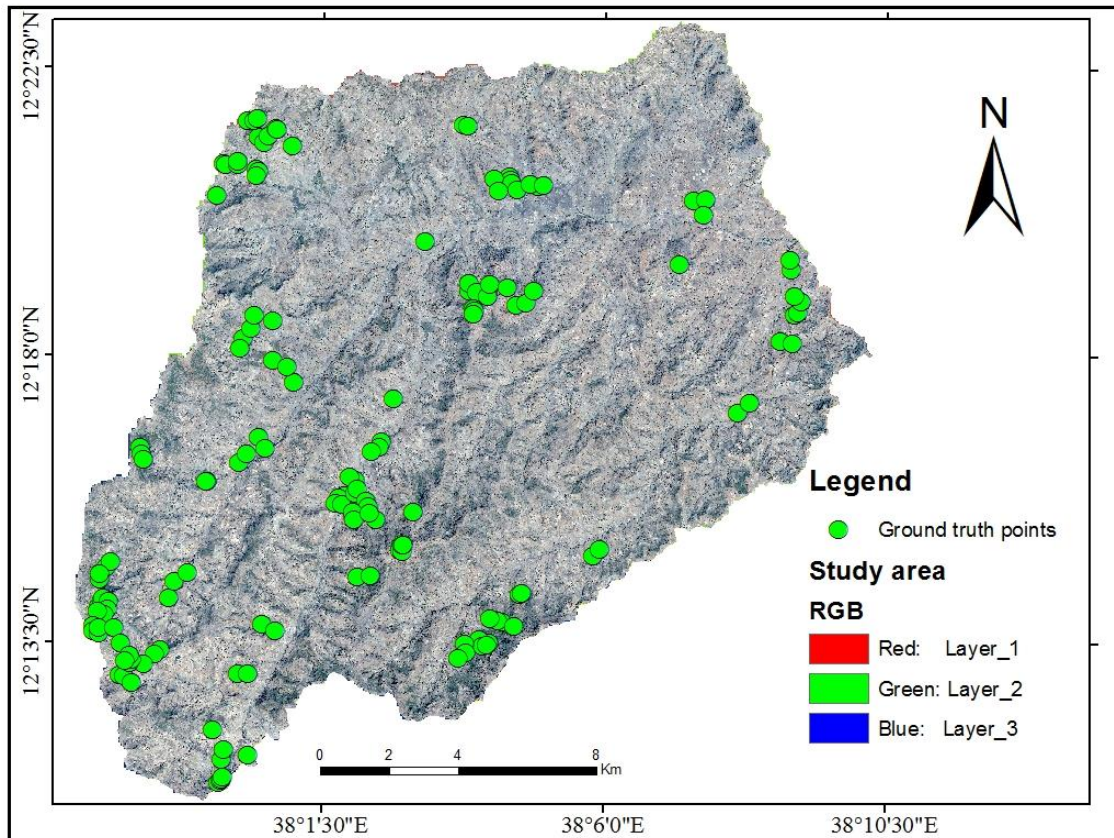 12°22'30"N
N
12°18'0"N
Legend
Ground truth points
Study area
RGB
Red: Layer_1
Green: Layer_2
Blue: Layer_3
12°13'30"N
0 2 4 8
Km
38°1'30"E 38°6'0"E 38°10'30"E